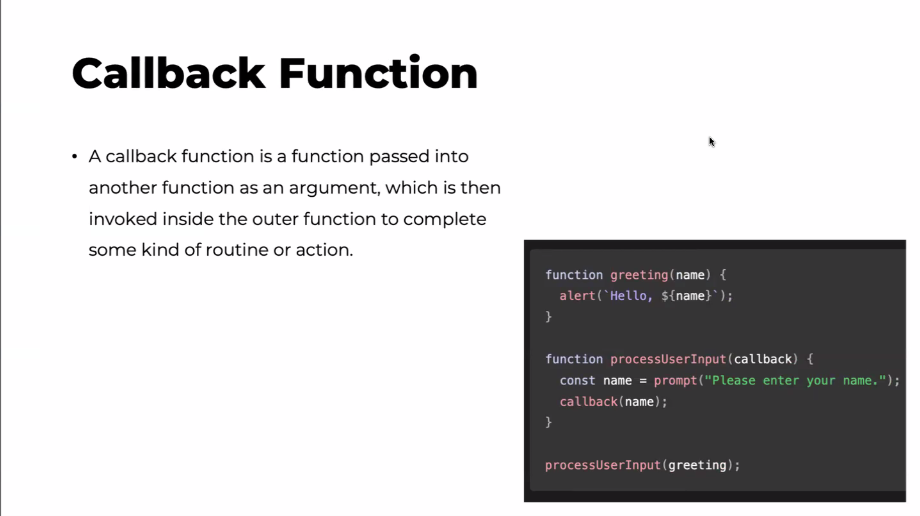 Callback Function
• A callback function is a function passed into
another function as an argument, which is then
invoked inside the outer function to complete
some kind of routine or action.
function greeting(name) {
  alert(`Hello, ${name}`);
}

function processUserInput(callback) {
  const name = prompt("Please enter your name.");
  callback(name);
}

processUserInput(greeting);